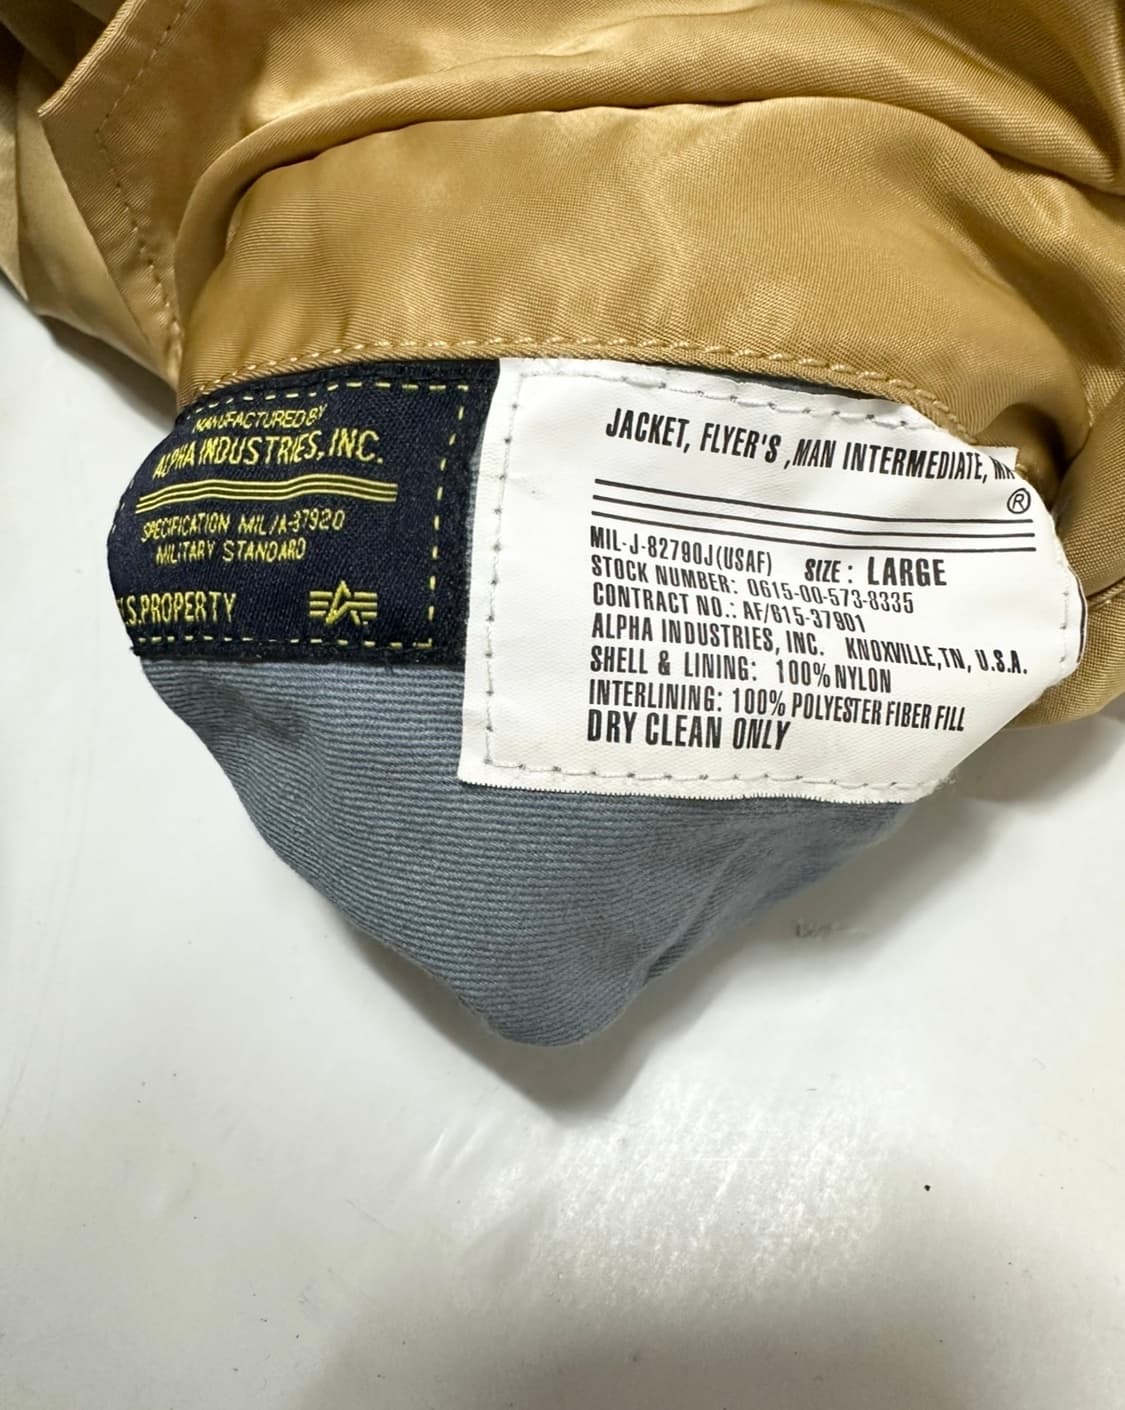 MANUFACTURED BY
ALPHA INDUSTRIES, INC.
SPECIFICATION MIL/A-37920
MILITARY STANDARD
.S. PROPERTY
JACKET, FLYER'S ,MAN INTERMEDIATE, MA
®
MIL-J-82790J(USAF) SIZE : LARGE
STOCK NUMBER: 0615-00-573-8335
CONTRACT NO.: AF/615-37901
ALPHA INDUSTRIES, INC. KNOXVILLE,TN, U.S.A.
SHELL & LINING: 100% NYLON
INTERLINING: 100% POLYESTER FIBER FILL
DRY CLEAN ONLY